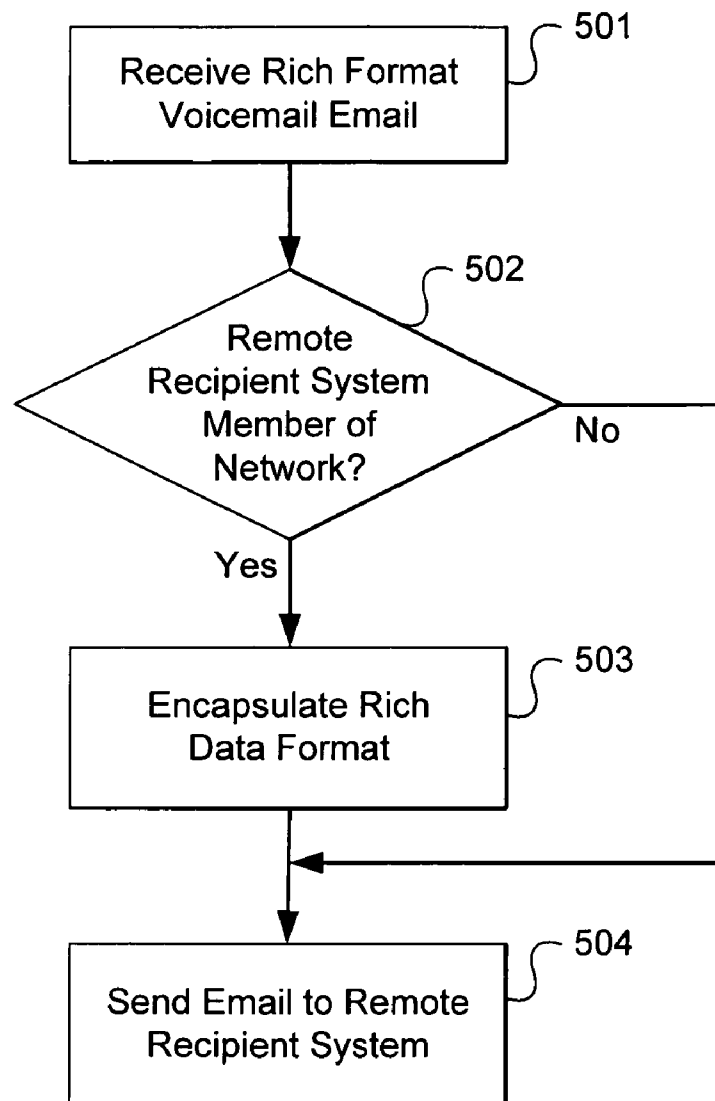 501
Receive Rich Format
Voicemail Email
502
Remote
Recipient System
Member of
Network?
No
Yes
503
Encapsulate Rich
Data Format
504
Send Email to Remote
Recipient System